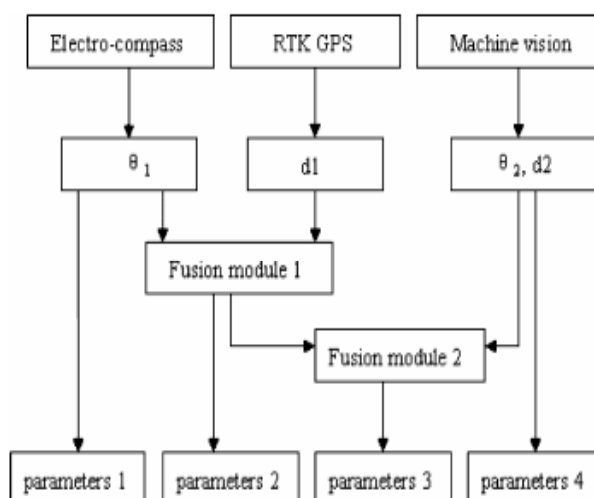 Electro-compass
RTK GPS
Machine vision
θ 1
d1
θ 2, d2
Fusion module 1
Fusion module 2
parameters 1
parameters 2
parameters 3
parameters 4